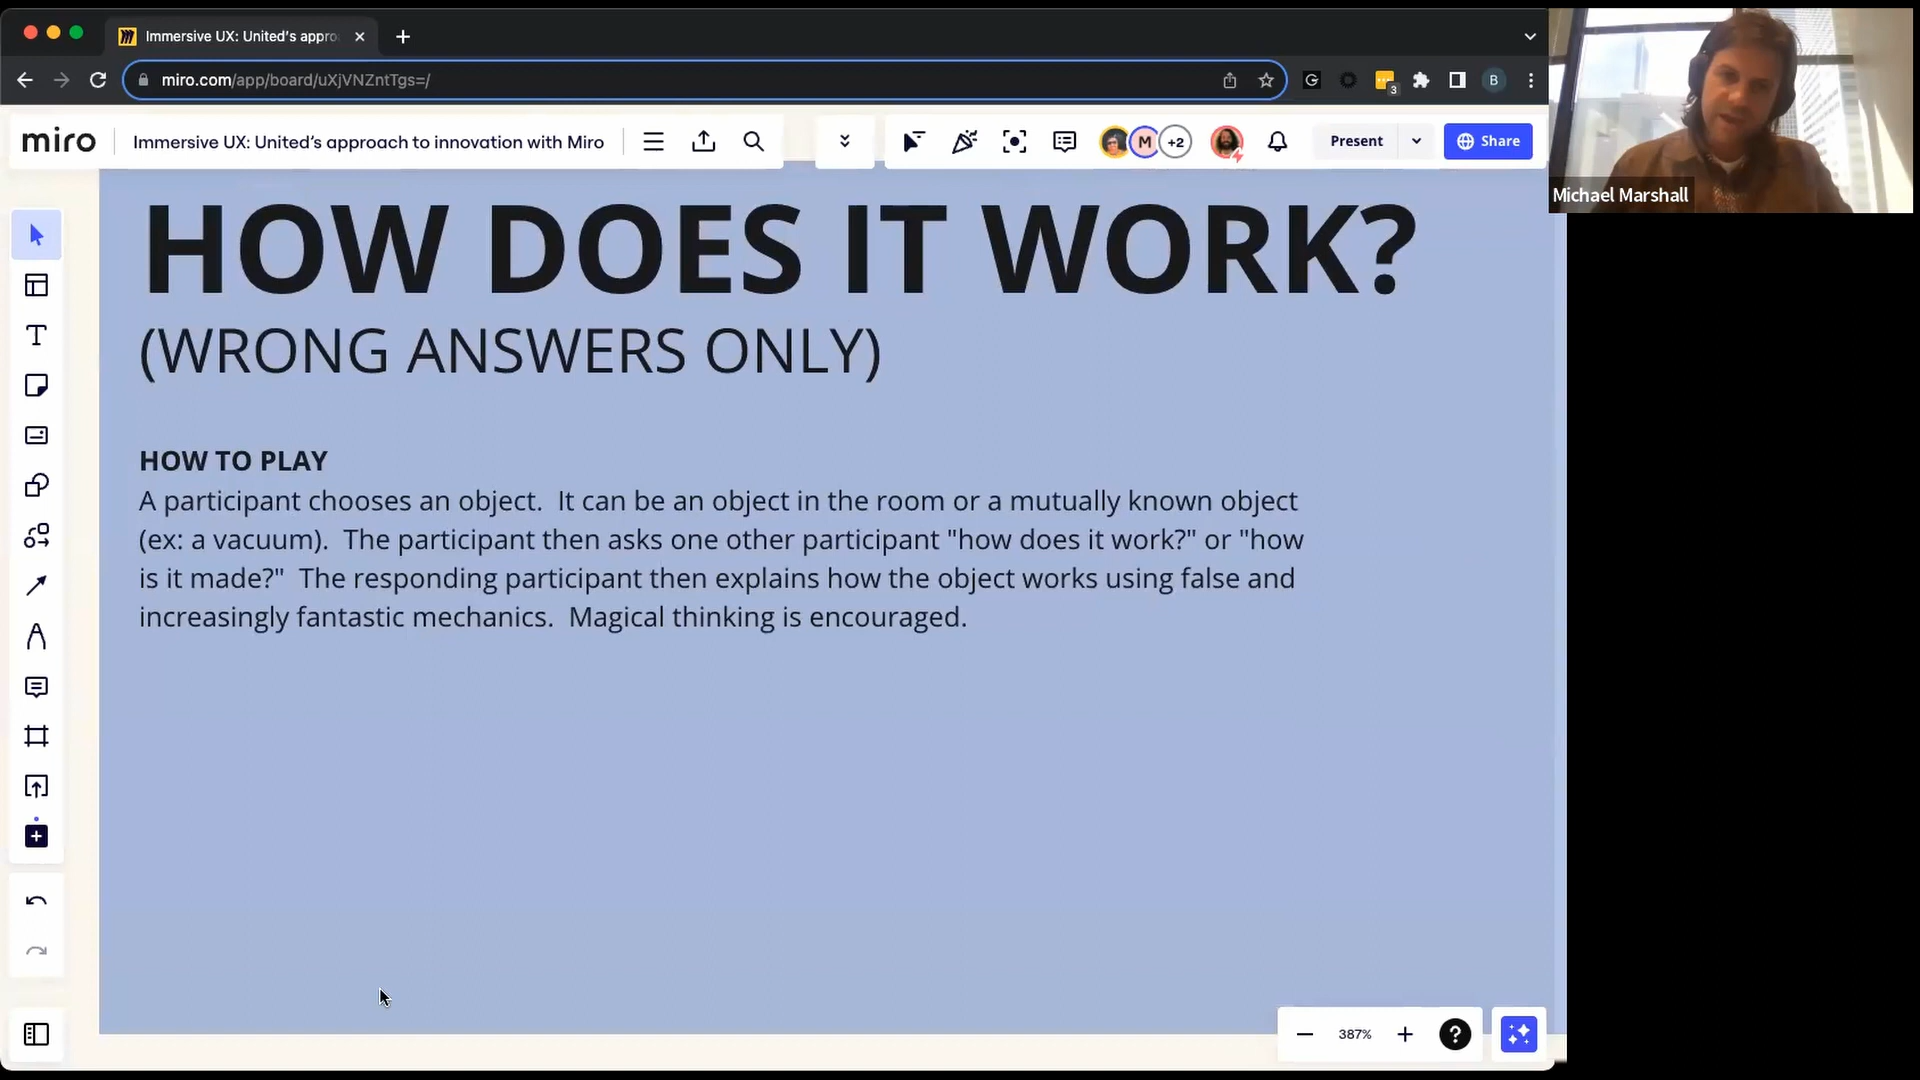 Immersive UX: United's appro
miro.com/app/board/uXjVNZntTgs=/
G
3
B
miro
Immersive UX: United's approach to innovation with Miro
M
+2
Present
Share
Michael Marshall
HOW DOES IT WORK?
(WRONG ANSWERS ONLY)
HOW TO PLAY
A participant chooses an object.  It can be an object in the room or a mutually known object
(ex: a vacuum).  The participant then asks one other participant "how does it work?" or "how
is it made?"  The responding participant then explains how the object works using false and
increasingly fantastic mechanics.  Magical thinking is encouraged.
387%
?